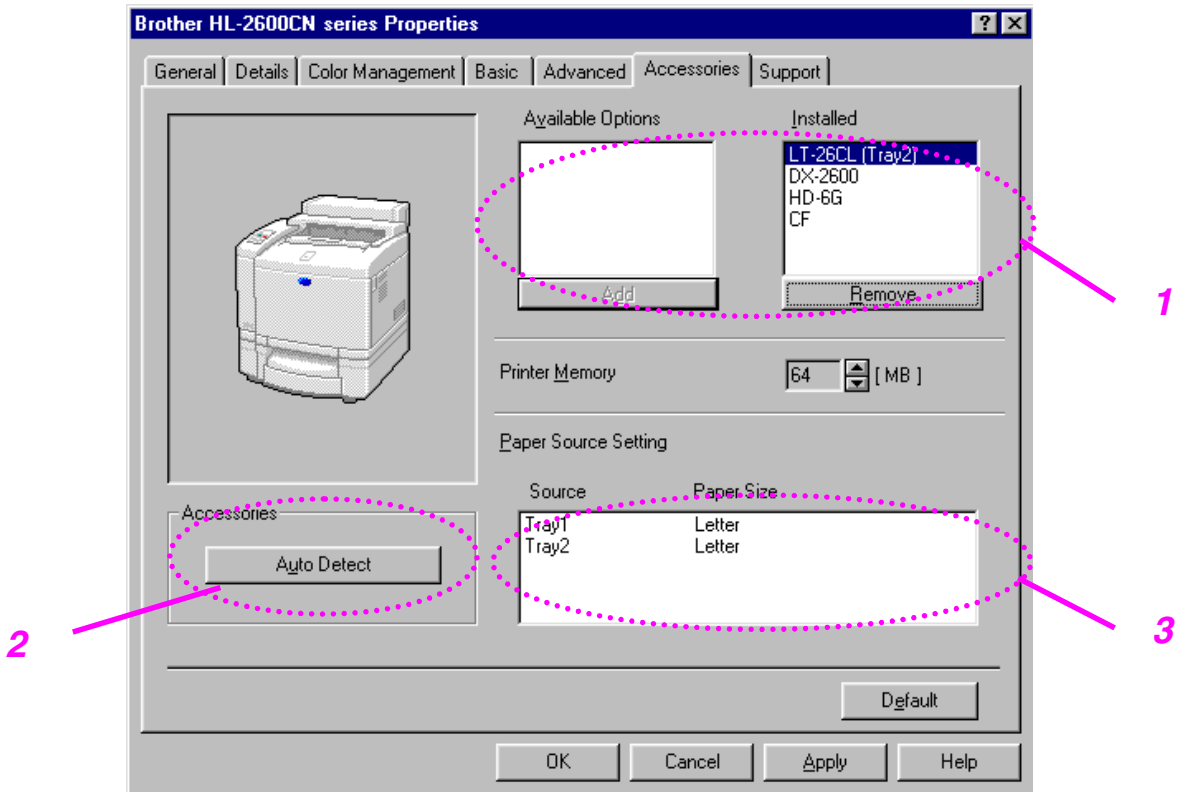 Brother HL-2600CN series Properties
General Details Color Management Basic Advanced Accessories Support
Available Options Installed
LT-26CL (Tray2)
DX-2600
HD-6G
CF
Add Remove
1
Printer Memory 64 [ MB ]
Paper Source Setting
Source Paper Size
Tray1 Letter
Tray2 Letter
Accessories
Auto Detect
2
3
Default
OK Cancel Apply Help